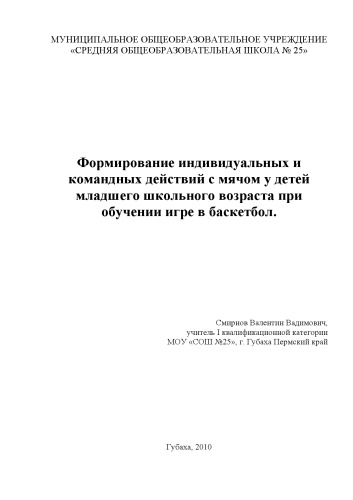 МУНИЦИПАЛЬНОЕ ОБЩЕОБРАЗОВАТЕЛЬНОЕ УЧРЕЖДЕНИЕ
«СРЕДНЯЯ ОБЩЕОБРАЗОВАТЕЛЬНАЯ ШКОЛА № 25»
Формирование индивидуальных и
командных действий с мячом у детей
младшего школьного возраста при
обучении игре в баскетбол.
Смирнов Валентин Вадимович,
учитель I квалификационной категории
МОУ «СОШ №25», г. Губаха Пермский край
Губаха, 2010